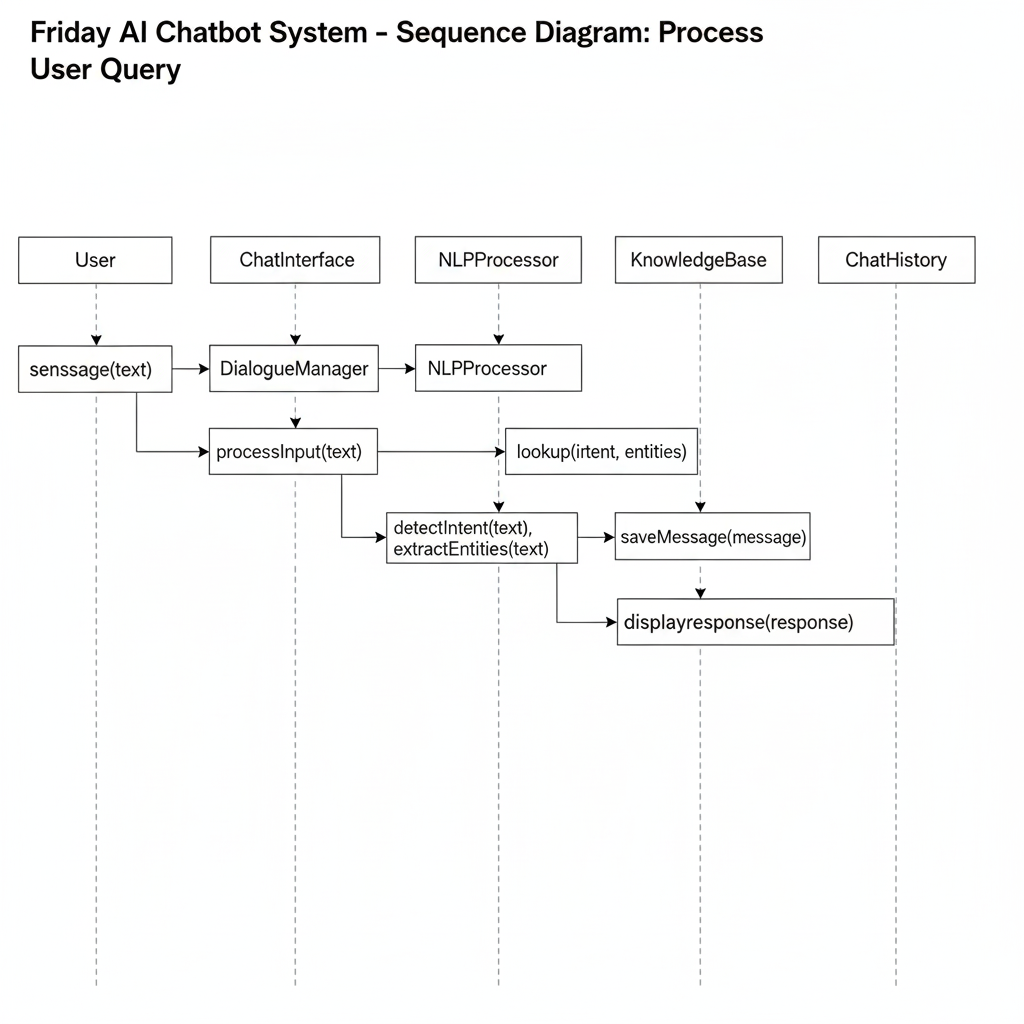 Friday AI Chatbot System – Sequence Diagram: Process
User Query
User
ChatInterface
NLPProcessor
KnowledgeBase
ChatHistory
senssage(text)
DialogueManager
NLPProcessor
processInput(text)
lookup(irtent, entities)
detectIntent(text),
extractEntities(text)
saveMessage(message)
displayresponse(response)